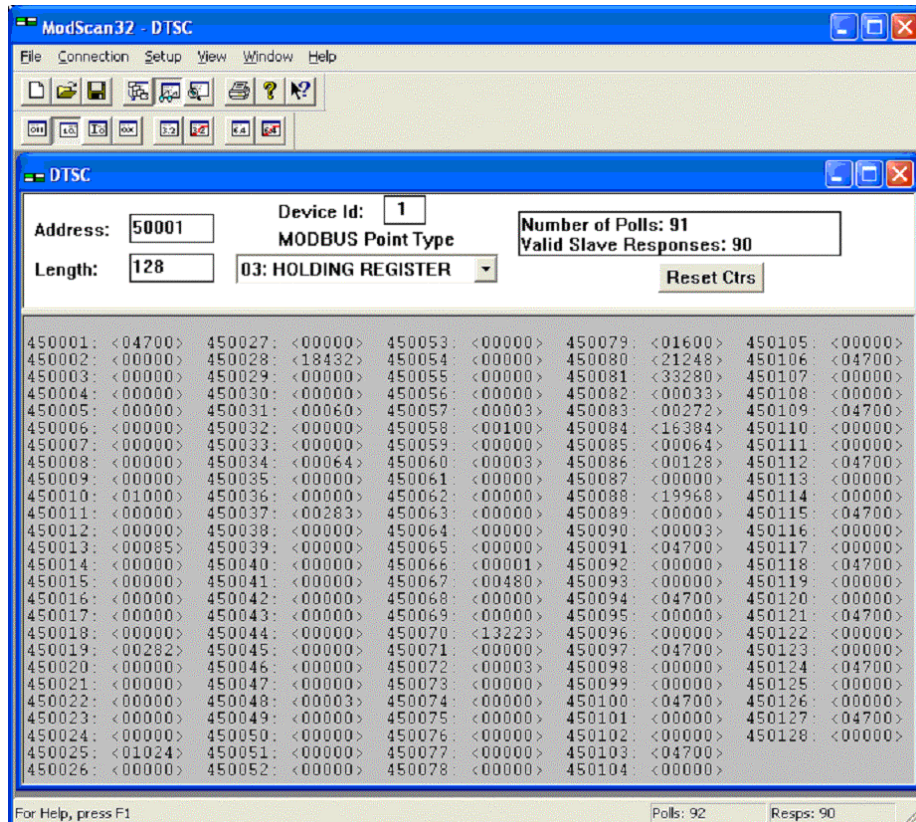 ModScan32 - DTSC
File Connection Setup View Window Help
DTSC
Address: 50001
Device Id: 1
MODBUS Point Type
Number of Polls: 91
Valid Slave Responses: 90
Length: 128
03: HOLDING REGISTER
Reset Ctrs
450001: <04700> 450027: <00000> 450053: <00000> 450079: <01600> 450105: <00000>
450002: <00000> 450028: <18432> 450054: <00000> 450080: <21248> 450106: <04700>
450003: <00000> 450029: <00000> 450055: <00000> 450081: <33280> 450107: <00000>
450004: <00000> 450030: <00000> 450056: <00000> 450082: <00033> 450108: <00000>
450005: <00000> 450031: <00060> 450057: <00003> 450083: <00272> 450109: <04700>
450006: <00000> 450032: <00000> 450058: <00100> 450084: <16384> 450110: <00000>
450007: <00000> 450033: <00000> 450059: <00000> 450085: <00064> 450111: <00000>
450008: <00000> 450034: <00064> 450060: <00003> 450086: <00128> 450112: <04700>
450009: <00000> 450035: <00000> 450061: <00000> 450087: <00000> 450113: <00000>
450010: <01000> 450036: <00000> 450062: <00000> 450088: <19968> 450114: <00000>
450011: <00000> 450037: <00283> 450063: <00000> 450089: <00000> 450115: <04700>
450012: <00000> 450038: <00000> 450064: <00000> 450090: <00003> 450116: <00000>
450013: <00085> 450039: <00000> 450065: <00000> 450091: <04700> 450117: <00000>
450014: <00000> 450040: <00000> 450066: <00001> 450092: <00000> 450118: <04700>
450015: <00000> 450041: <00000> 450067: <00480> 450093: <00000> 450119: <00000>
450016: <00000> 450042: <00000> 450068: <00000> 450094: <04700> 450120: <00000>
450017: <00000> 450043: <00000> 450069: <00000> 450095: <00000> 450121: <04700>
450018: <00000> 450044: <00000> 450070: <13223> 450096: <00000> 450122: <00000>
450019: <00282> 450045: <00000> 450071: <00000> 450097: <04700> 450123: <00000>
450020: <00000> 450046: <00000> 450072: <00003> 450098: <00000> 450124: <04700>
450021: <00000> 450047: <00000> 450073: <00000> 450099: <00000> 450125: <00000>
450022: <00000> 450048: <00003> 450074: <00000> 450100: <04700> 450126: <00000>
450023: <00000> 450049: <00000> 450075: <00000> 450101: <00000> 450127: <04700>
450024: <00000> 450050: <00000> 450076: <00000> 450102: <00000> 450128: <00000>
450025: <01024> 450051: <00000> 450077: <00000> 450103: <04700>
450026: <00000> 450052: <00000> 450078: <00000> 450104: <00000>
For Help, press F1
Polls: 92
Resps: 90